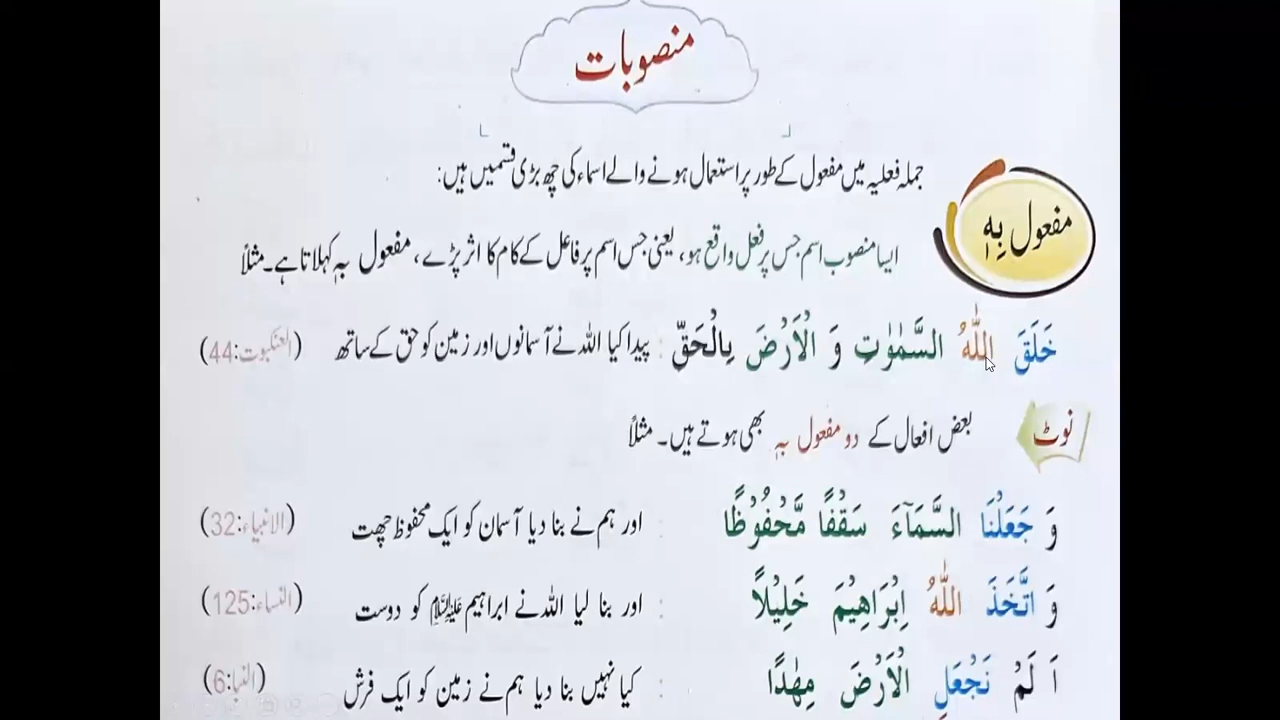 منصوبات
جملہ فعلیہ میں مفعول کے طور پر استعمال ہونے والے اسماء کی چھ بڑی قسمیں ہیں:
مفعول بِہٖ
ایسا منصوب اسم جس پر فعل واقع ہو، یعنی جس اسم پر فاعل کے کام کا اثر پڑے، مفعول بہٖ کہلاتا ہے۔ مثلاً
خَلَقَ اللّٰهُ السَّمٰوٰتِ وَ الْاَرْضَ بِالْحَقِّ : پیدا کیا اللہ نے آسمانوں اور زمین کو حق کے ساتھ (العنکبوت:44)
نوٹ بعض افعال کے دو مفعول بہٖ بھی ہوتے ہیں۔ مثلاً
وَ جَعَلْنَا السَّمَآءَ سَقْفًا مَّحْفُوْظًا : اور ہم نے بنا دیا آسمان کو ایک محفوظ چھت (الانبیاء:32)
وَ اتَّخَذَ اللّٰهُ اِبْرَاهِیْمَ خَلِیْلًا : اور بنا لیا اللہ نے ابراہیم علیہ السلام کو دوست (النساء:125)
اَ لَمْ نَجْعَلِ الْاَرْضَ مِهٰدًا : کیا نہیں بنا دیا ہم نے زمین کو ایک فرش (النبا:6)